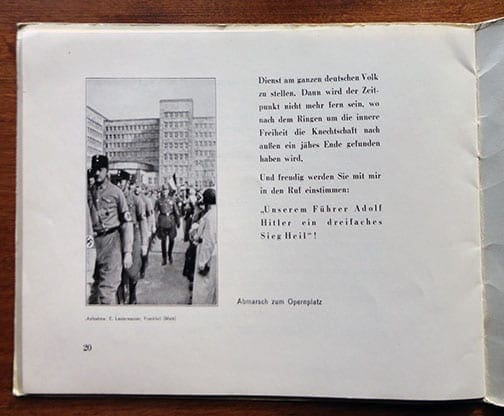 Dienst am ganzen deutschen Volk
zu stellen. Dann wird der Zeit-
punkt nicht mehr fern sein, wo
nach dem Ringen um die innere
Freiheit die Knechtschaft nach
außen ein jähes Ende gefunden
haben wird.
Und freudig werden Sie mit mir
in den Ruf einstimmen:
„Unserem Führer Adolf
Hitler ein dreifaches
Sieg Heil“!
Abmarsch zum Opernplatz
Aufnahme: E. Frankfurt (Main)
20